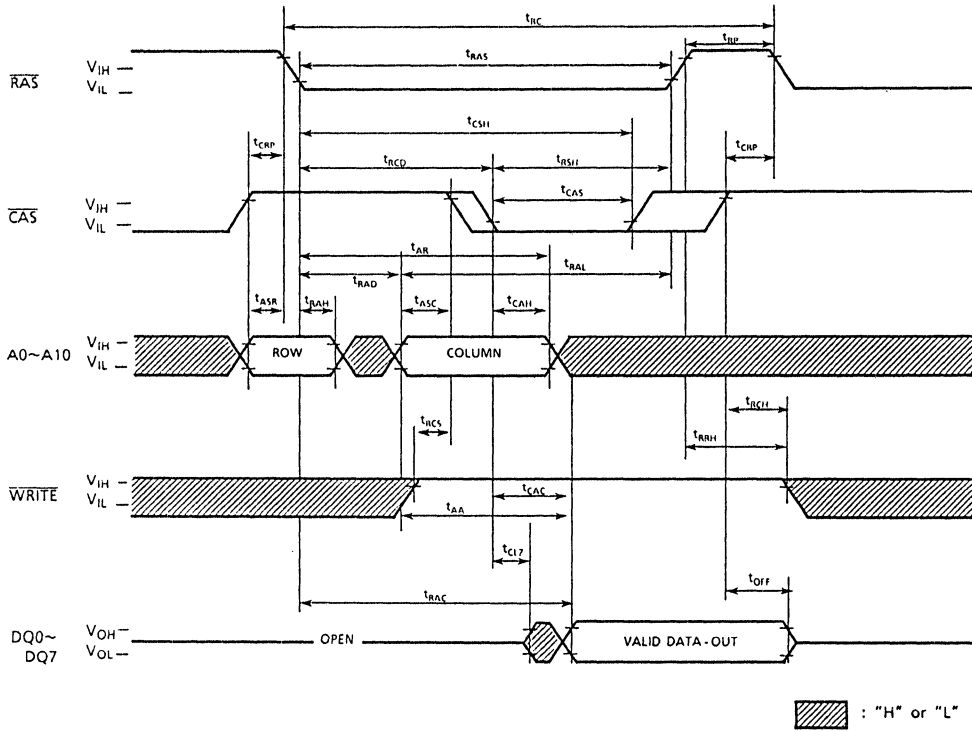 tRC
tRP
tRAS
RAS
VIH
VIL
tCSH
tCRP
tRCD
tRSH
tCRP
CAS
VIH
VIL
tCAS
tAR
tRAD
tRAL
tASR
tRAH
tASC
tCAH
A0~A10
VIH
VIL
ROW
COLUMN
tRCS
tRCH
tRRH
WRITE
VIH
VIL
tCAC
tAA
tCLZ
tOFF
tRAC
DQ0~
DQ7
VOH
VOL
OPEN
VALID DATA-OUT
: "H" or "L"